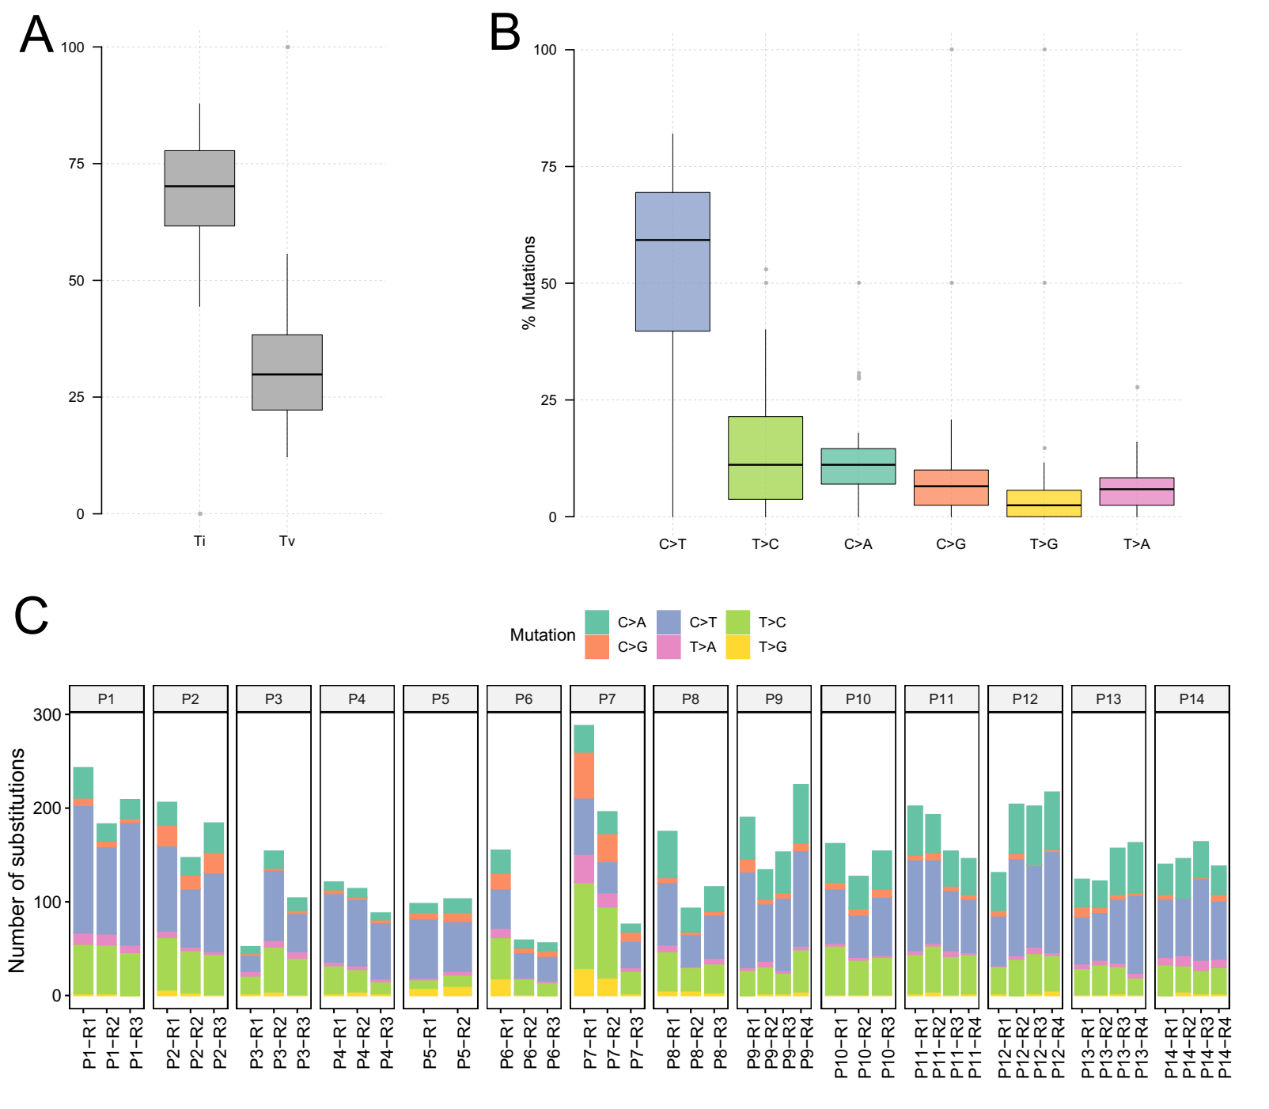 A
100
75
50
25
0
Ti
Tv
B
% Mutations
100
75
50
25
0
C>T
T>C
C>A
C>G
T>G
T>A
C
Mutation
C>A
C>T
T>C
C>G
T>A
T>G
Number of substitutions
300
200
100
0
P1
P2
P3
P4
P5
P6
P7
P8
P9
P10
P11
P12
P13
P14
P1−R1
P1−R2
P1−R3
P2−R1
P2−R2
P2−R3
P3−R1
P3−R2
P3−R3
P4−R1
P4−R2
P4−R3
P5−R1
P5−R2
P6−R1
P6−R2
P6−R3
P7−R1
P7−R2
P7−R3
P8−R1
P8−R2
P8−R3
P9−R1
P9−R2
P9−R3
P9−R4
P10−R1
P10−R2
P10−R3
P11−R1
P11−R2
P11−R3
P11−R4
P12−R1
P12−R2
P12−R3
P12−R4
P13−R1
P13−R2
P13−R3
P13−R4
P14−R1
P14−R2
P14−R3
P14−R4